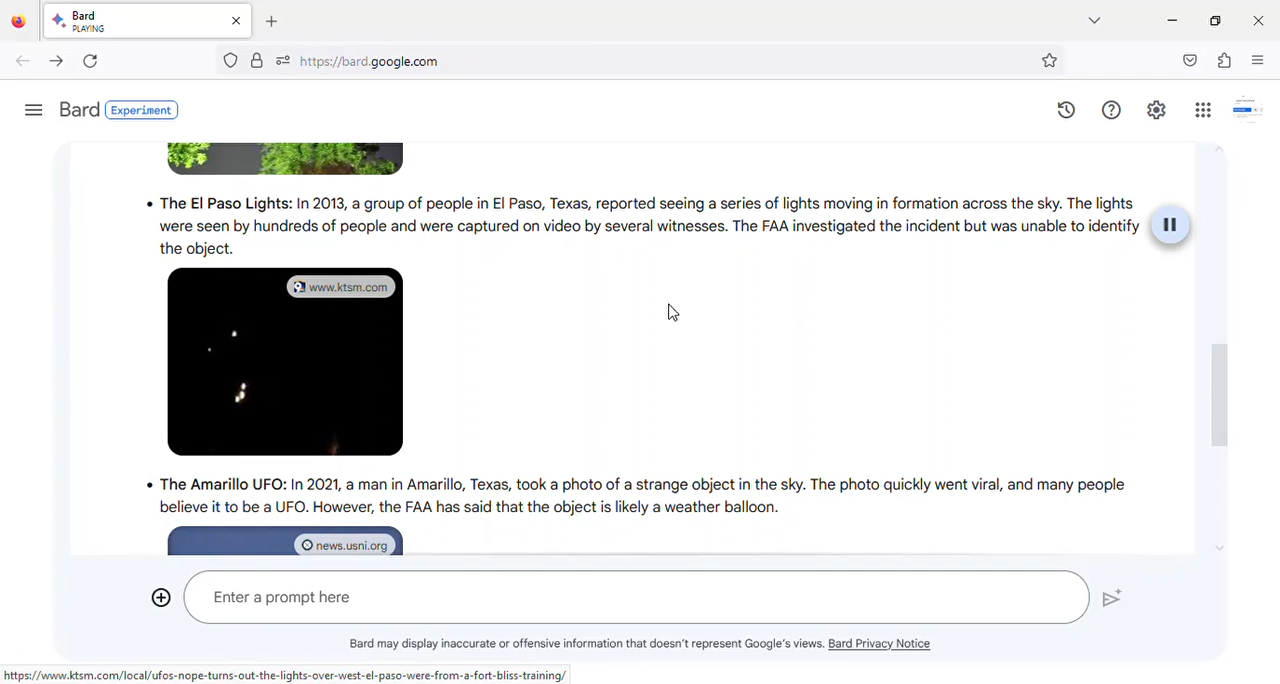 Bard
PLAYING
https://bard.google.com
Bard Experiment
• The El Paso Lights: In 2013, a group of people in El Paso, Texas, reported seeing a series of lights moving in formation across the sky. The lights
were seen by hundreds of people and were captured on video by several witnesses. The FAA investigated the incident but was unable to identify
the object.
www.ktsm.com
• The Amarillo UFO: In 2021, a man in Amarillo, Texas, took a photo of a strange object in the sky. The photo quickly went viral, and many people
believe it to be a UFO. However, the FAA has said that the object is likely a weather balloon.
news.usni.org
Enter a prompt here
Bard may display inaccurate or offensive information that doesn't represent Google's views. Bard Privacy Notice
https://www.ktsm.com/local/ufos-nope-turns-out-the-lights-over-west-el-paso-were-from-a-fort-bliss-training/